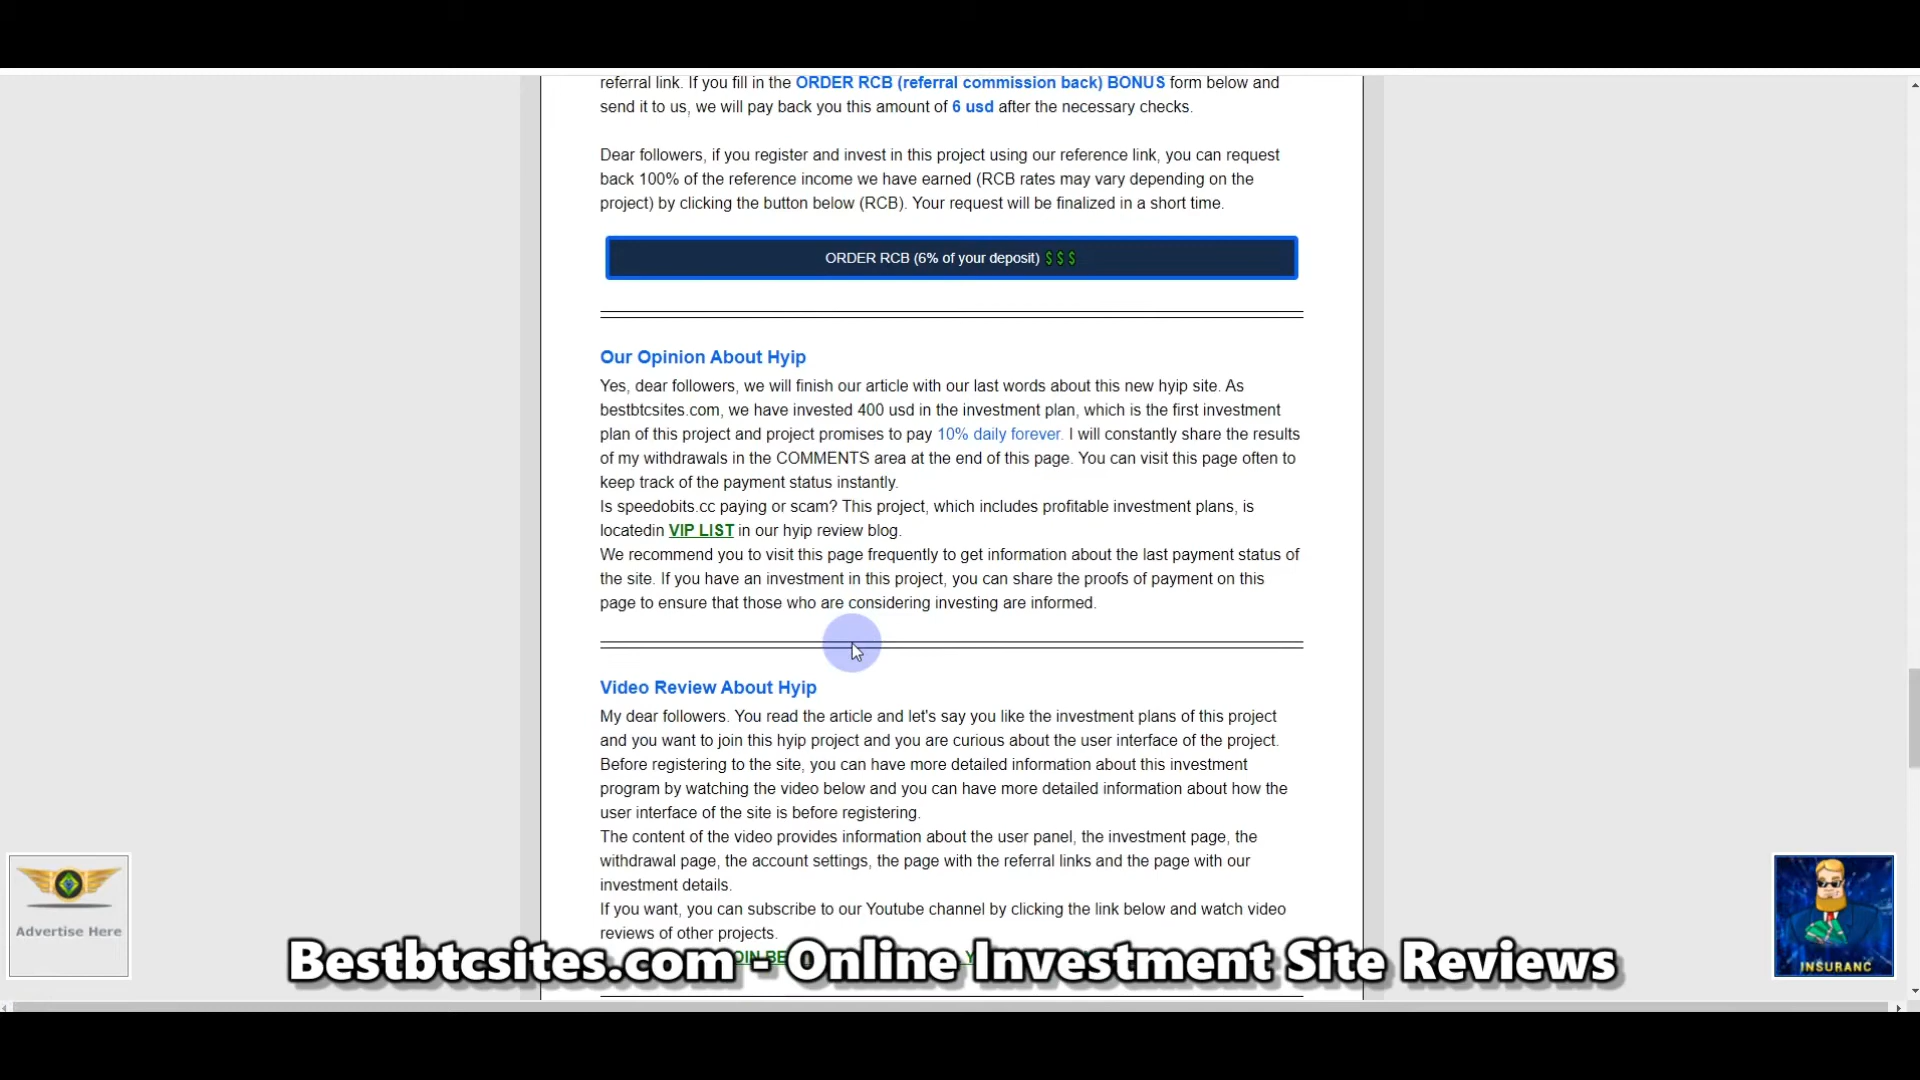 referral link. If you fill in the ORDER RCB (referral commission back) BONUS form below and
send it to us, we will pay back you this amount of 6 usd after the necessary checks.
Dear followers, if you register and invest in this project using our reference link, you can request
back 100% of the reference income we have earned (RCB rates may vary depending on the
project) by clicking the button below (RCB). Your request will be finalized in a short time.
ORDER RCB (6% of your deposit) $ $ $
Our Opinion About Hyip
Yes, dear followers, we will finish our article with our last words about this new hyip site. As
bestbtcsites.com, we have invested 400 usd in the investment plan, which is the first investment
plan of this project and project promises to pay 10% daily forever. I will constantly share the results
of my withdrawals in the COMMENTS area at the end of this page. You can visit this page often to
keep track of the payment status instantly.
Is speedobits.cc paying or scam? This project, which includes profitable investment plans, is
locatedin VIP LIST in our hyip review blog.
We recommend you to visit this page frequently to get information about the last payment status of
the site. If you have an investment in this project, you can share the proofs of payment on this
page to ensure that those who are considering investing are informed.
Video Review About Hyip
My dear followers. You read the article and let's say you like the investment plans of this project
and you want to join this hyip project and you are curious about the user interface of the project.
Before registering to the site, you can have more detailed information about this investment
program by watching the video below and you can have more detailed information about how the
user interface of the site is before registering.
The content of the video provides information about the user panel, the investment page, the
withdrawal page, the account settings, the page with the referral links and the page with our
investment details.
If you want, you can subscribe to our Youtube channel by clicking the link below and watch video
reviews of other projects.
Advertise Here
INSURANC
Bestbtcsites.com - Online Investment Site Reviews